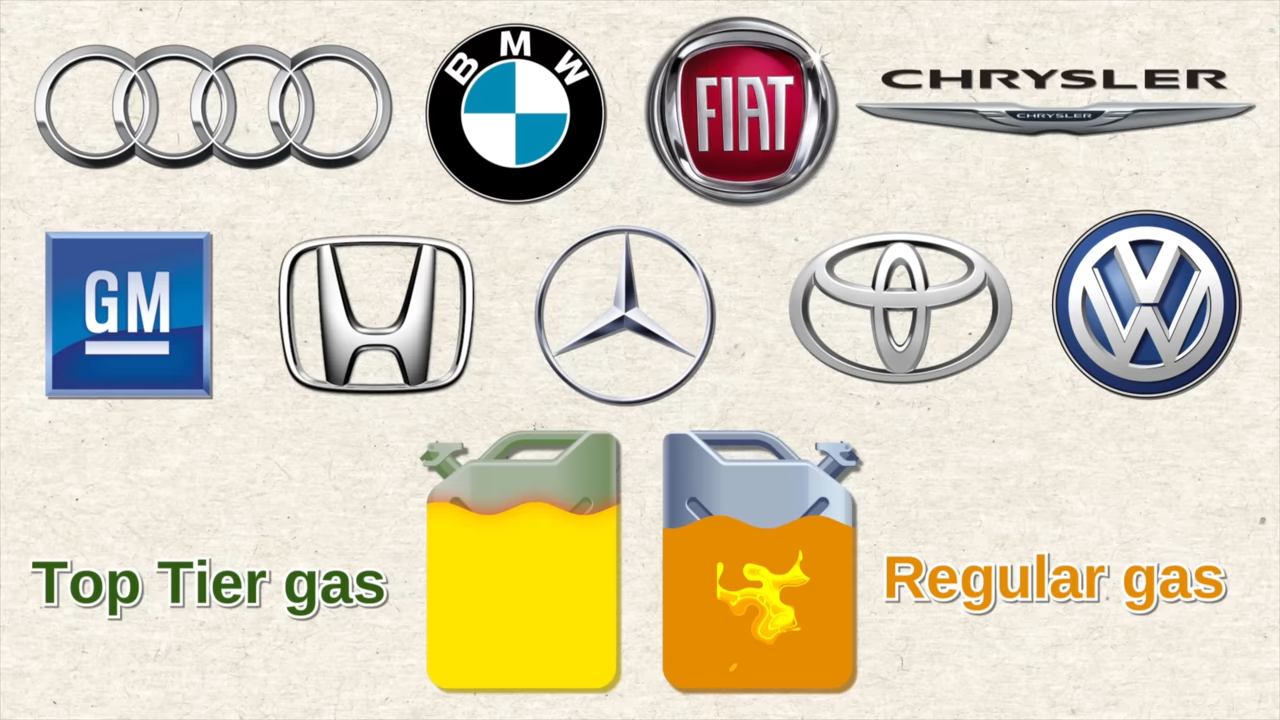 BMW
FIAT
CHRYSLER
CHRYSLER
GM
Top Tier gas
Regular gas